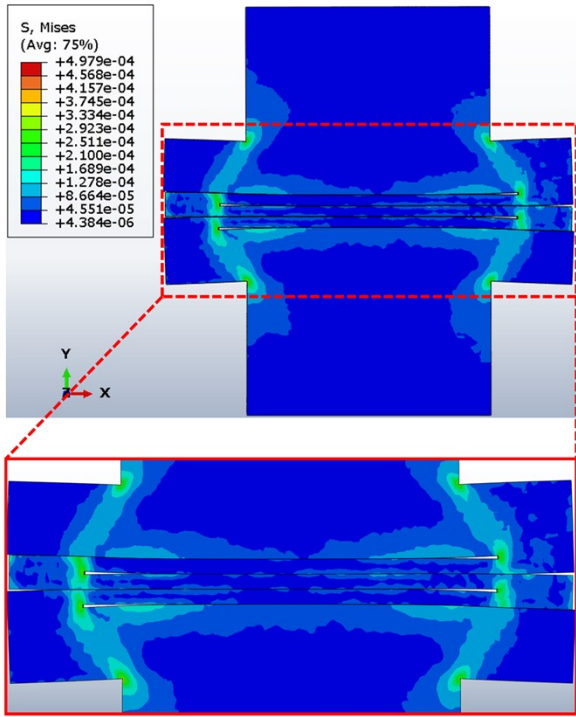 S, Mises
(Avg: 75%)
+4.979e-04
+4.568e-04
+4.157e-04
+3.745e-04
+3.334e-04
+2.923e-04
+2.511e-04
+2.100e-04
+1.689e-04
+1.278e-04
+8.664e-05
+4.551e-05
+4.384e-06
Y
Z
X